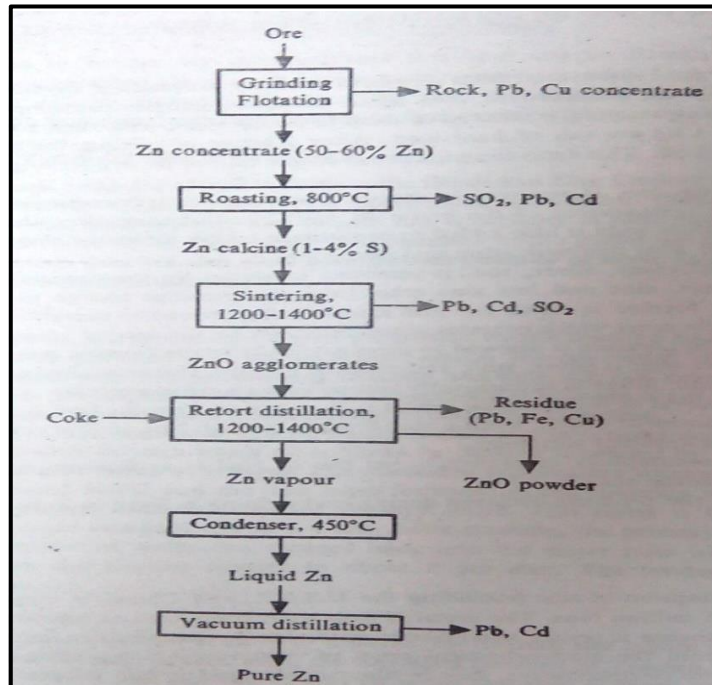 Ore
Grinding
Flotation
Rock, Pb, Cu concentrate
Zn concentrate (50-60% Zn)
Roasting, 800°C
SO₂, Pb, Cd
Zn calcine (1-4% S)
Sintering,
1200-1400°C
Pb, Cd, SO₂
ZnO agglomerates
Coke
Retort distillation,
1200-1400°C
Residue
(Pb, Fe, Cu)
Zn vapour
ZnO powder
Condenser, 450°C
Liquid Zn
Vacuum distillation
Pb, Cd
Pure Zn